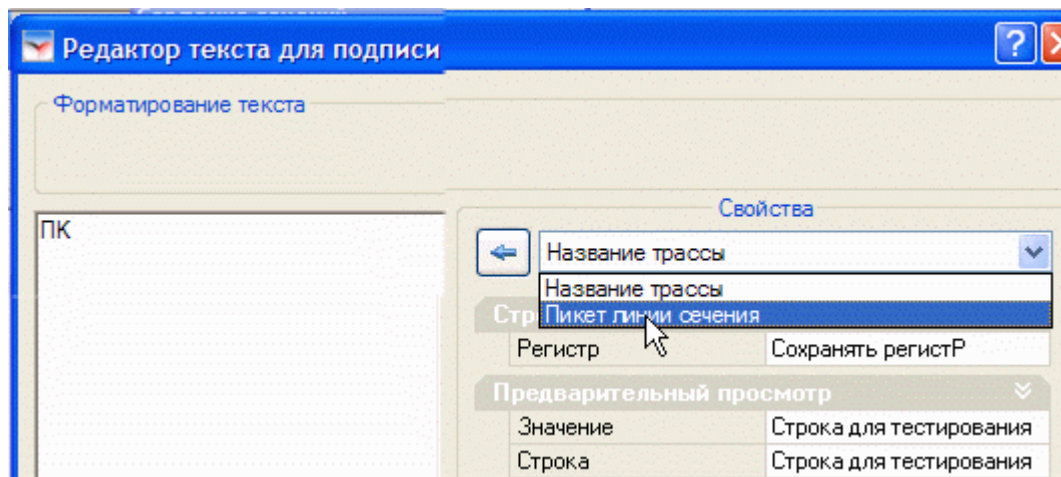 Редактор текста для подписи
Форматирование текста
ПК
Свойства
Название трассы
Название трассы
Пикет линии сечения
Регистр Сохранять регистР
Предварительный просмотр
Значение Строка для тестирования
Строка Строка для тестирования